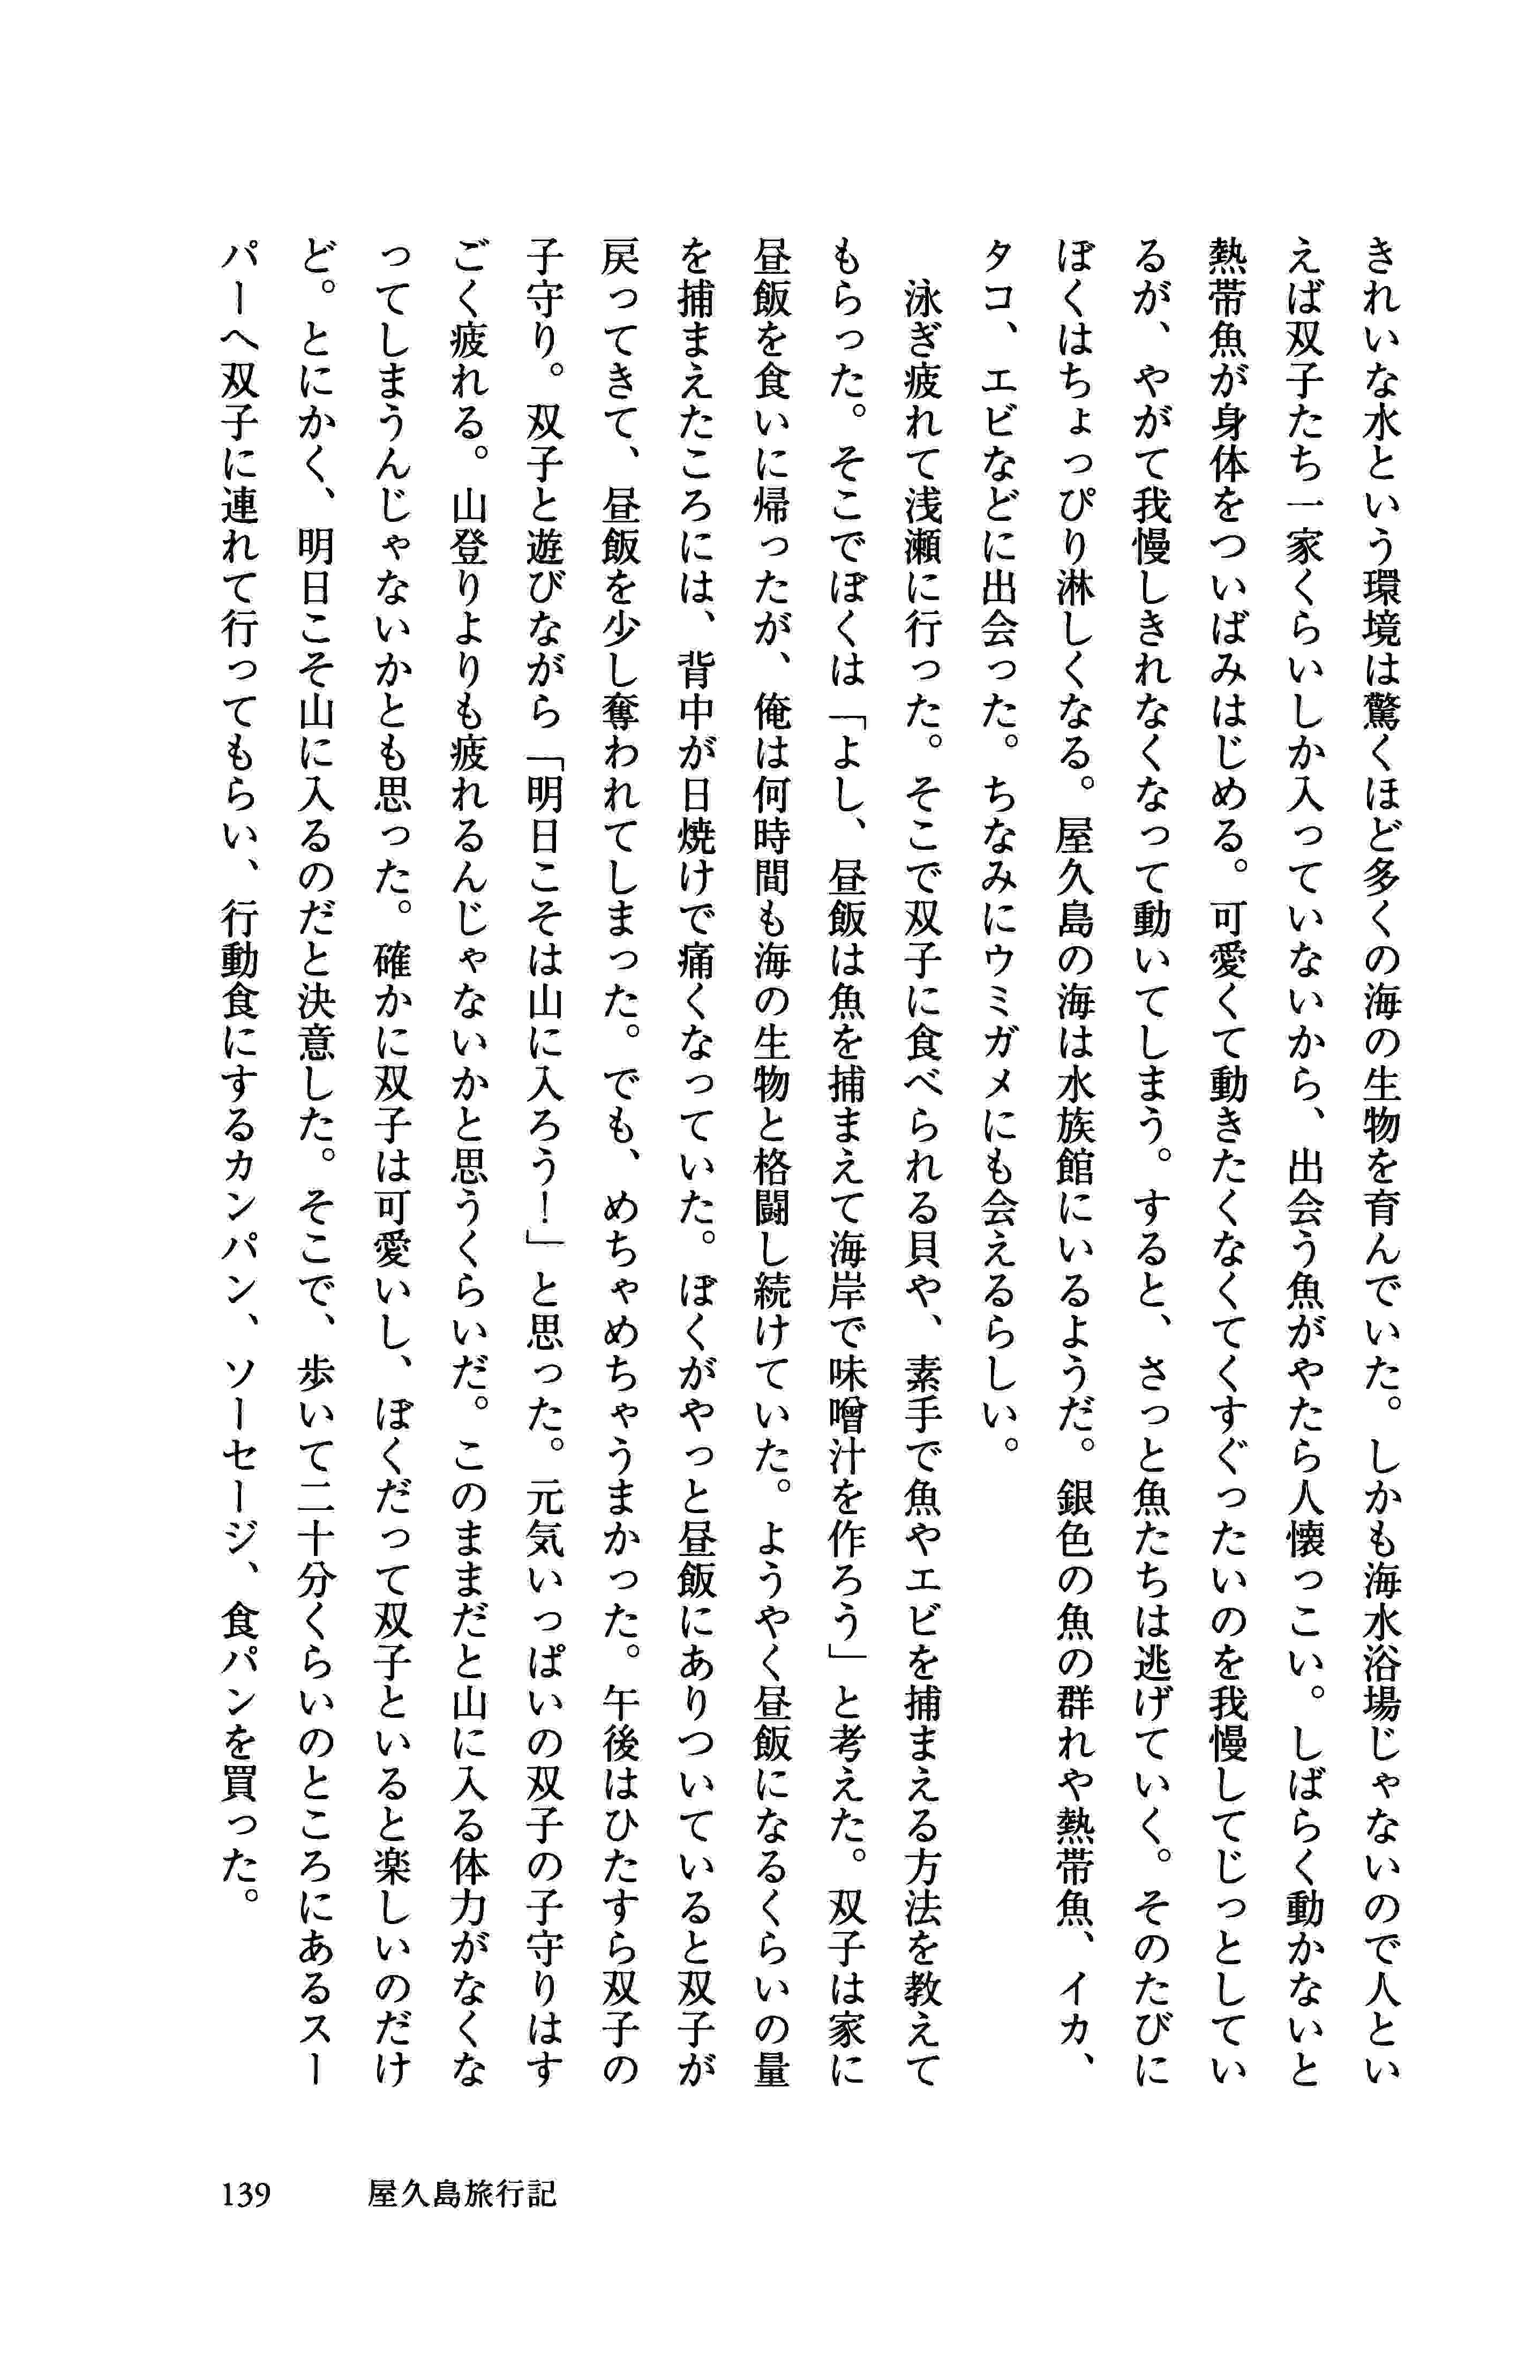 きれいな水という環境は驚くほど多くの海の生物を育んでいた。しかも海水浴場じゃないので人とい
えば双子たち一家くらいしか入っていないから、出会う魚がやたら人懐っこい。しばらく動かないと
熱帯魚が身体をついばみはじめる。可愛くて動きたくなくてくすぐったいのを我慢してじっとしてい
るが、やがて我慢しきれなくなって動いてしまう。すると、さっと魚たちは逃げていく。そのたびに
ぼくはちょっぴり淋しくなる。屋久島の海は水族館にいるようだ。銀色の魚の群れや熱帯魚、イカ、
タコ、エビなどに出会った。ちなみにウミガメにも会えるらしい。
　泳ぎ疲れて浅瀬に行った。そこで双子に食べられる貝や、素手で魚やエビを捕まえる方法を教えて
もらった。そこでぼくは「よし、昼飯は魚を捕まえて海岸で味噌汁を作ろう」と考えた。双子は家に
昼飯を食いに帰ったが、俺は何時間も海の生物と格闘し続けていた。ようやく昼飯になるくらいの量
を捕まえたころには、背中が日焼けで痛くなっていた。ぼくがやっと昼飯にありついていると双子が
戻ってきて、昼飯を少し奪われてしまった。でも、めちゃめちゃうまかった。午後はひたすら双子の
子守り。双子と遊びながら「明日こそは山に入ろう！」と思った。元気いっぱいの双子の子守りはす
ごく疲れる。山登りよりも疲れるんじゃないかと思うくらいだ。このままだと山に入る体力がなくな
ってしまうんじゃないかとも思った。確かに双子は可愛いし、ぼくだって双子といると楽しいのだけ
ど。とにかく、明日こそ山に入るのだと決意した。そこで、歩いて二十分くらいのところにあるスー
パーへ双子に連れて行ってもらい、行動食にするカンパン、ソーセージ、食パンを買った。
139　屋久島旅行記